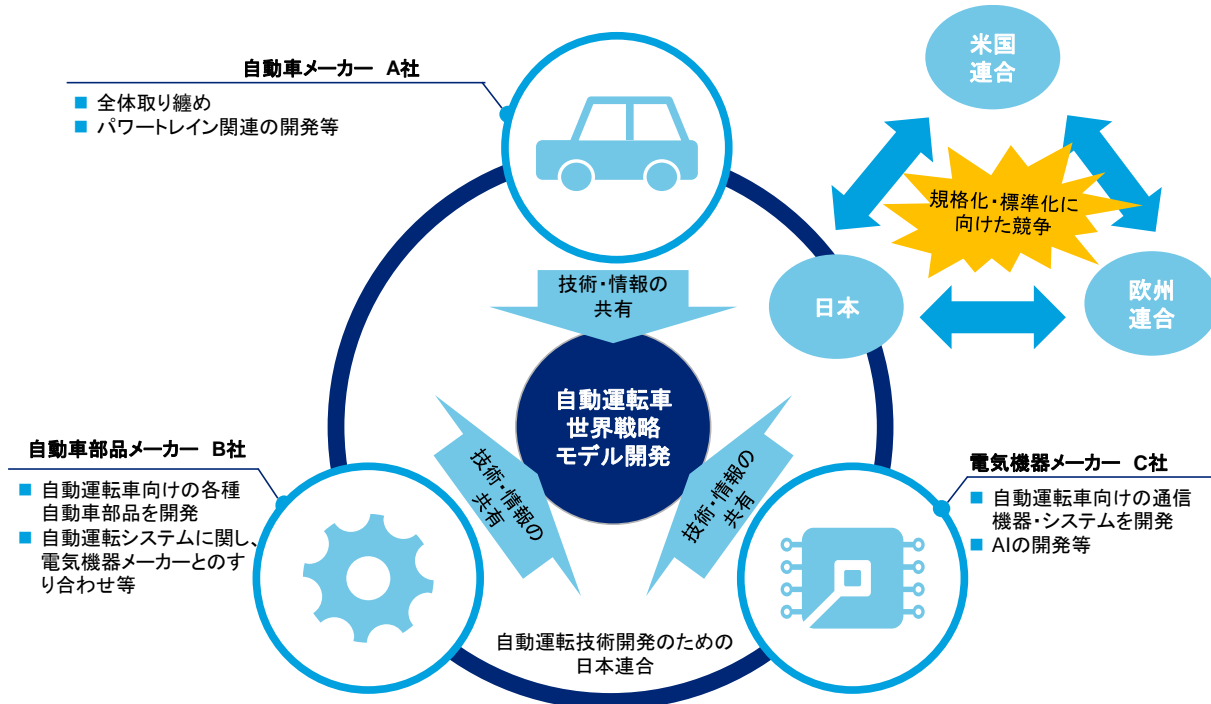 自動車メーカー A社
全体取り纏め
パワートレイン関連の開発等
米国
連合
規格化・標準化に
向けた競争
日本
欧州
連合
技術・情報の
共有
自動運転車
世界戦略
モデル開発
自動車部品メーカー B社
自動運転車向けの各種
自動車部品を開発
自動運転システムに関し、
電気機器メーカーとのす
り合わせ等
技術・情報の
共有
技術・情報の
共有
電気機器メーカー C社
自動運転車向けの通信
機器・システムを開発
AIの開発等
自動運転技術開発のための
日本連合